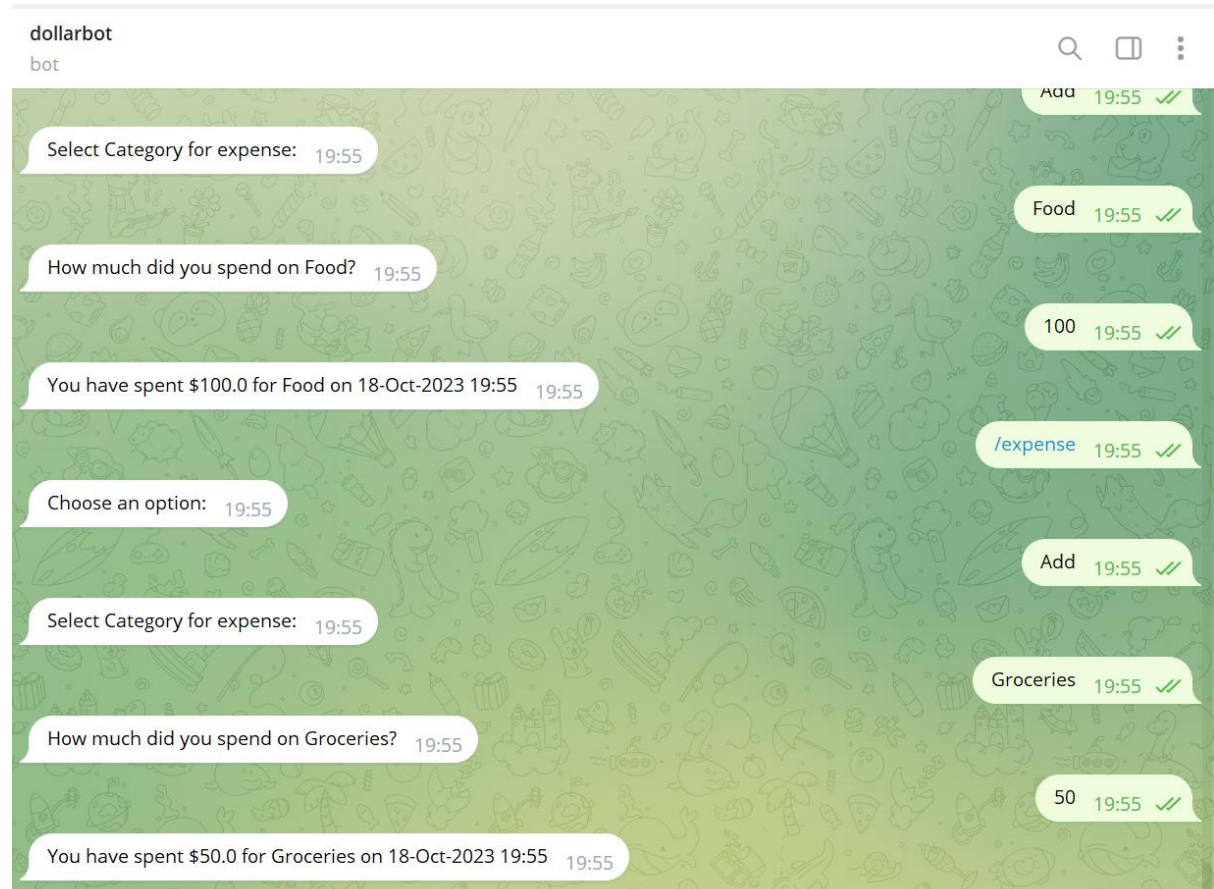 dollarbot
bot
Add 19:55
Select Category for expense: 19:55
Food 19:55
How much did you spend on Food? 19:55
100 19:55
You have spent $100.0 for Food on 18-Oct-2023 19:55 19:55
/expense 19:55
Choose an option: 19:55
Add 19:55
Select Category for expense: 19:55
Groceries 19:55
How much did you spend on Groceries? 19:55
50 19:55
You have spent $50.0 for Groceries on 18-Oct-2023 19:55 19:55